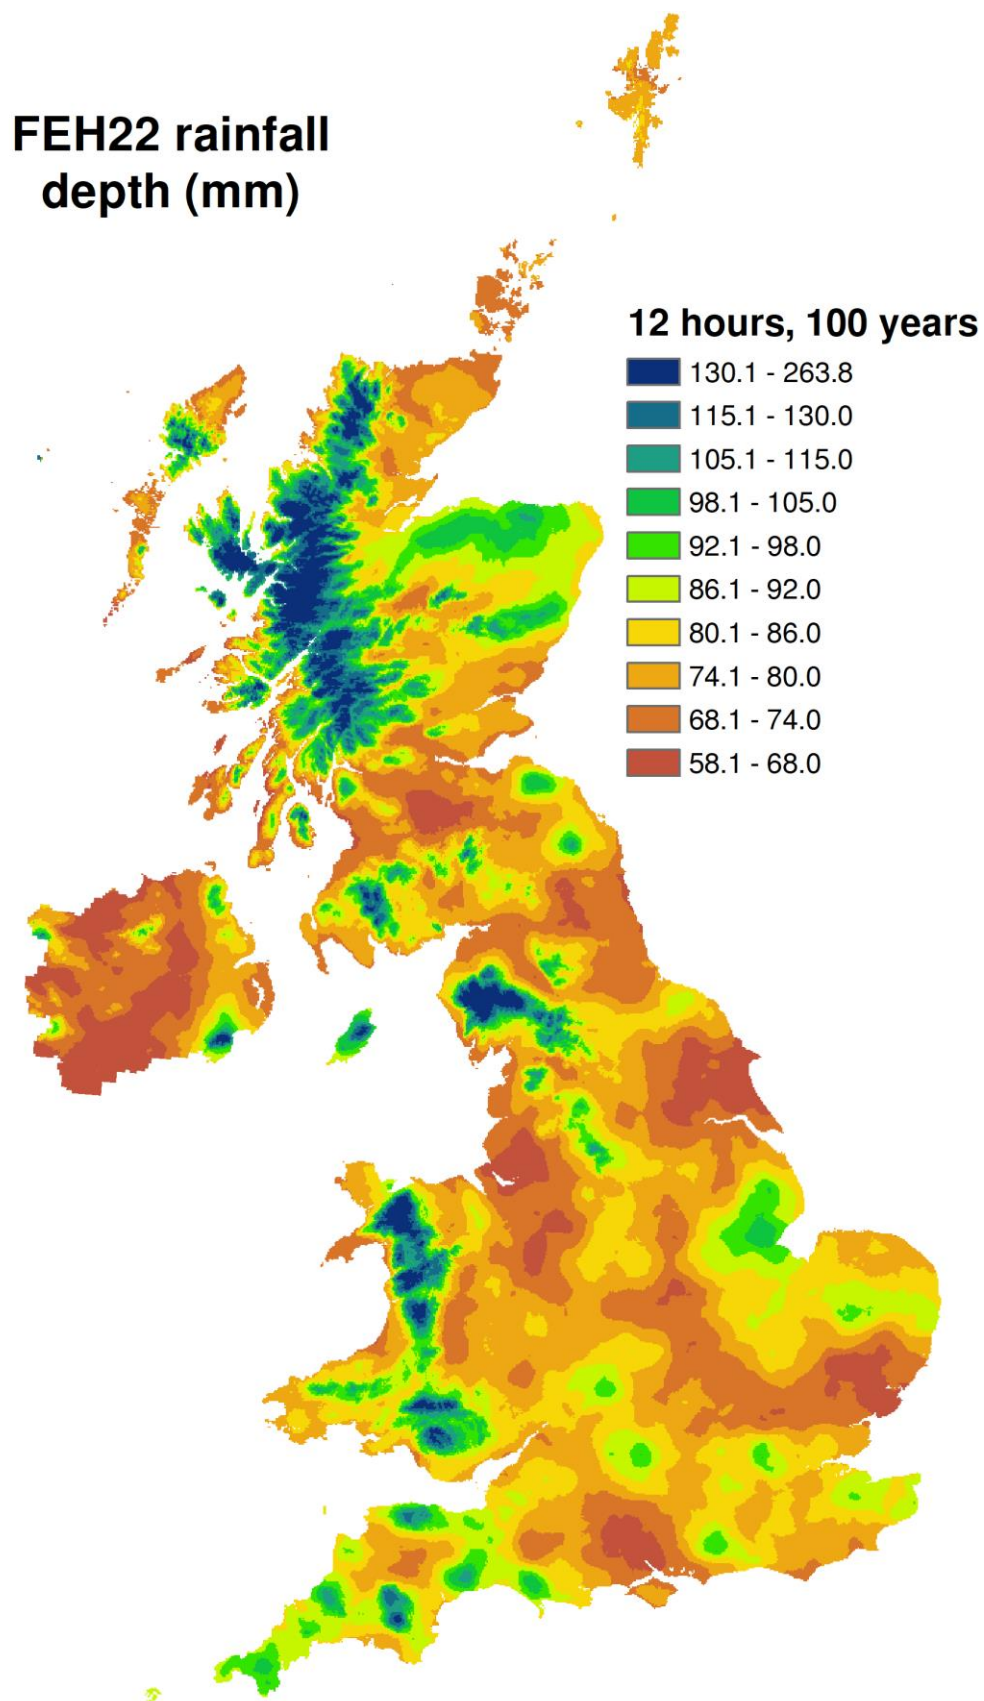 FEH22 rainfall
depth (mm)
12 hours, 100 years
130.1 - 263.8
115.1 - 130.0
105.1 - 115.0
98.1 - 105.0
92.1 - 98.0
86.1 - 92.0
80.1 - 86.0
74.1 - 80.0
68.1 - 74.0
58.1 - 68.0